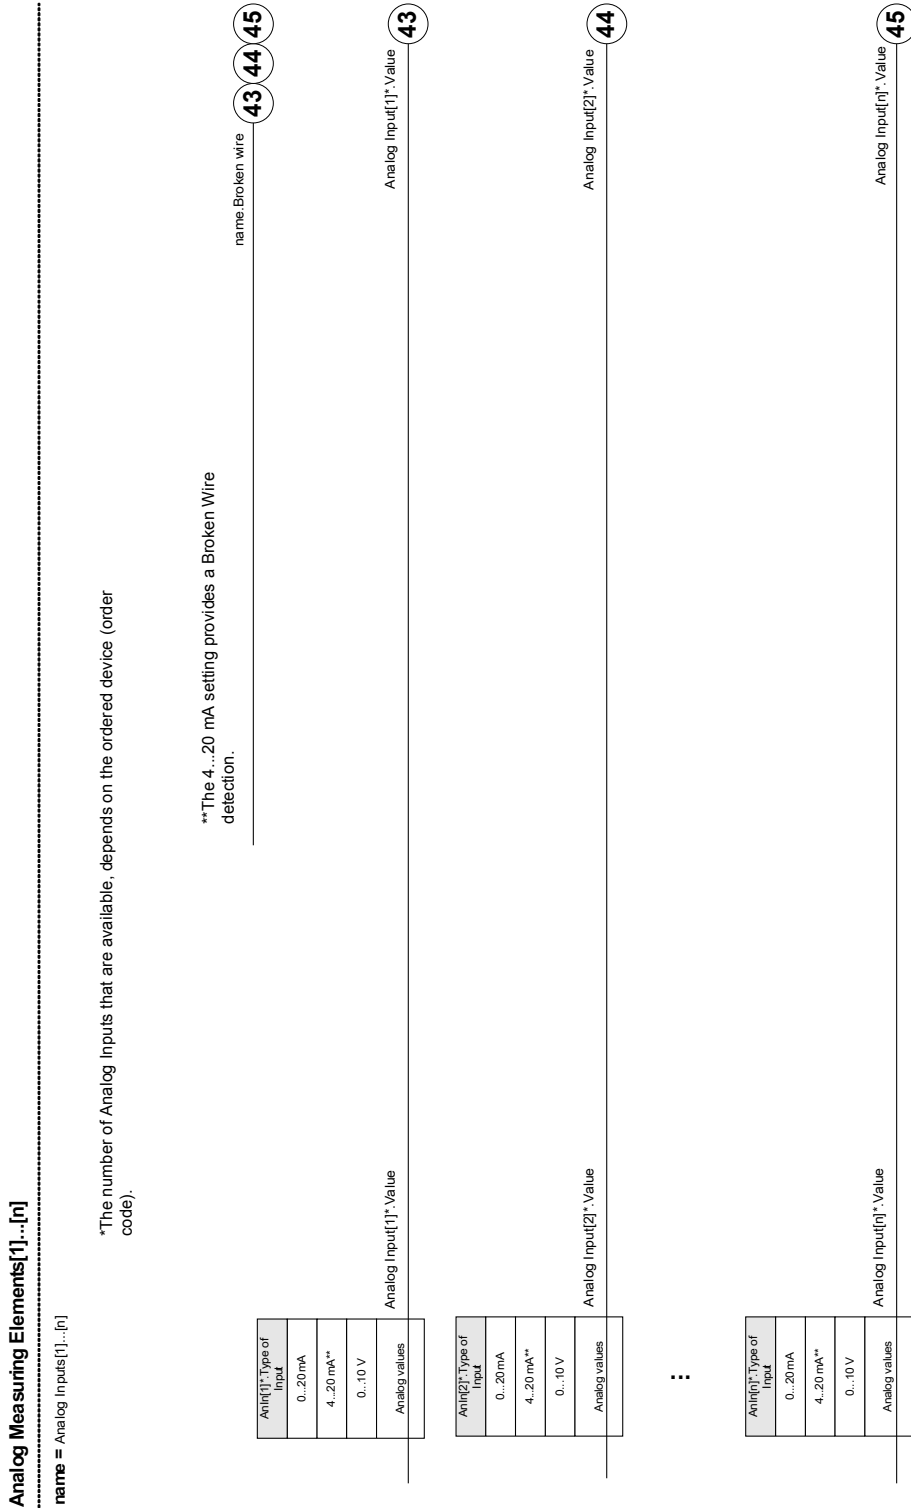 Analog Measuring Elements[1]...[n]
name = Analog Inputs[1]...[n]
*The number of Analog Inputs that are available, depends on the ordered device (order
code).
**The 4...20 mA setting provides a Broken Wire
detection.
name.Broken wire
43 44 45
AnIn[1]*.Type of
Input
0...20 mA
4...20 mA**
0...10 V
Analog values
Analog Input[1]*.Value
Analog Input[1]*.Value
43
AnIn[2]*.Type of
Input
0...20 mA
4...20 mA**
0...10 V
Analog values
Analog Input[2]*.Value
Analog Input[2]*.Value
44
...
AnIn[n]*.Type of
Input
0...20 mA
4...20 mA**
0...10 V
Analog values
Analog Input[n]*.Value
Analog Input[n]*.Value
45